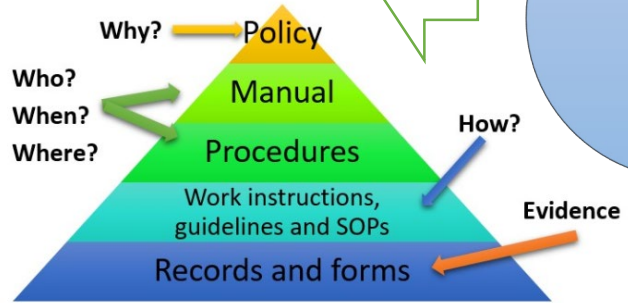 Why?
Policy
Who?
When?
Where?
Manual
Procedures
How?
Work instructions,
guidelines and SOPs
Evidence
Records and forms